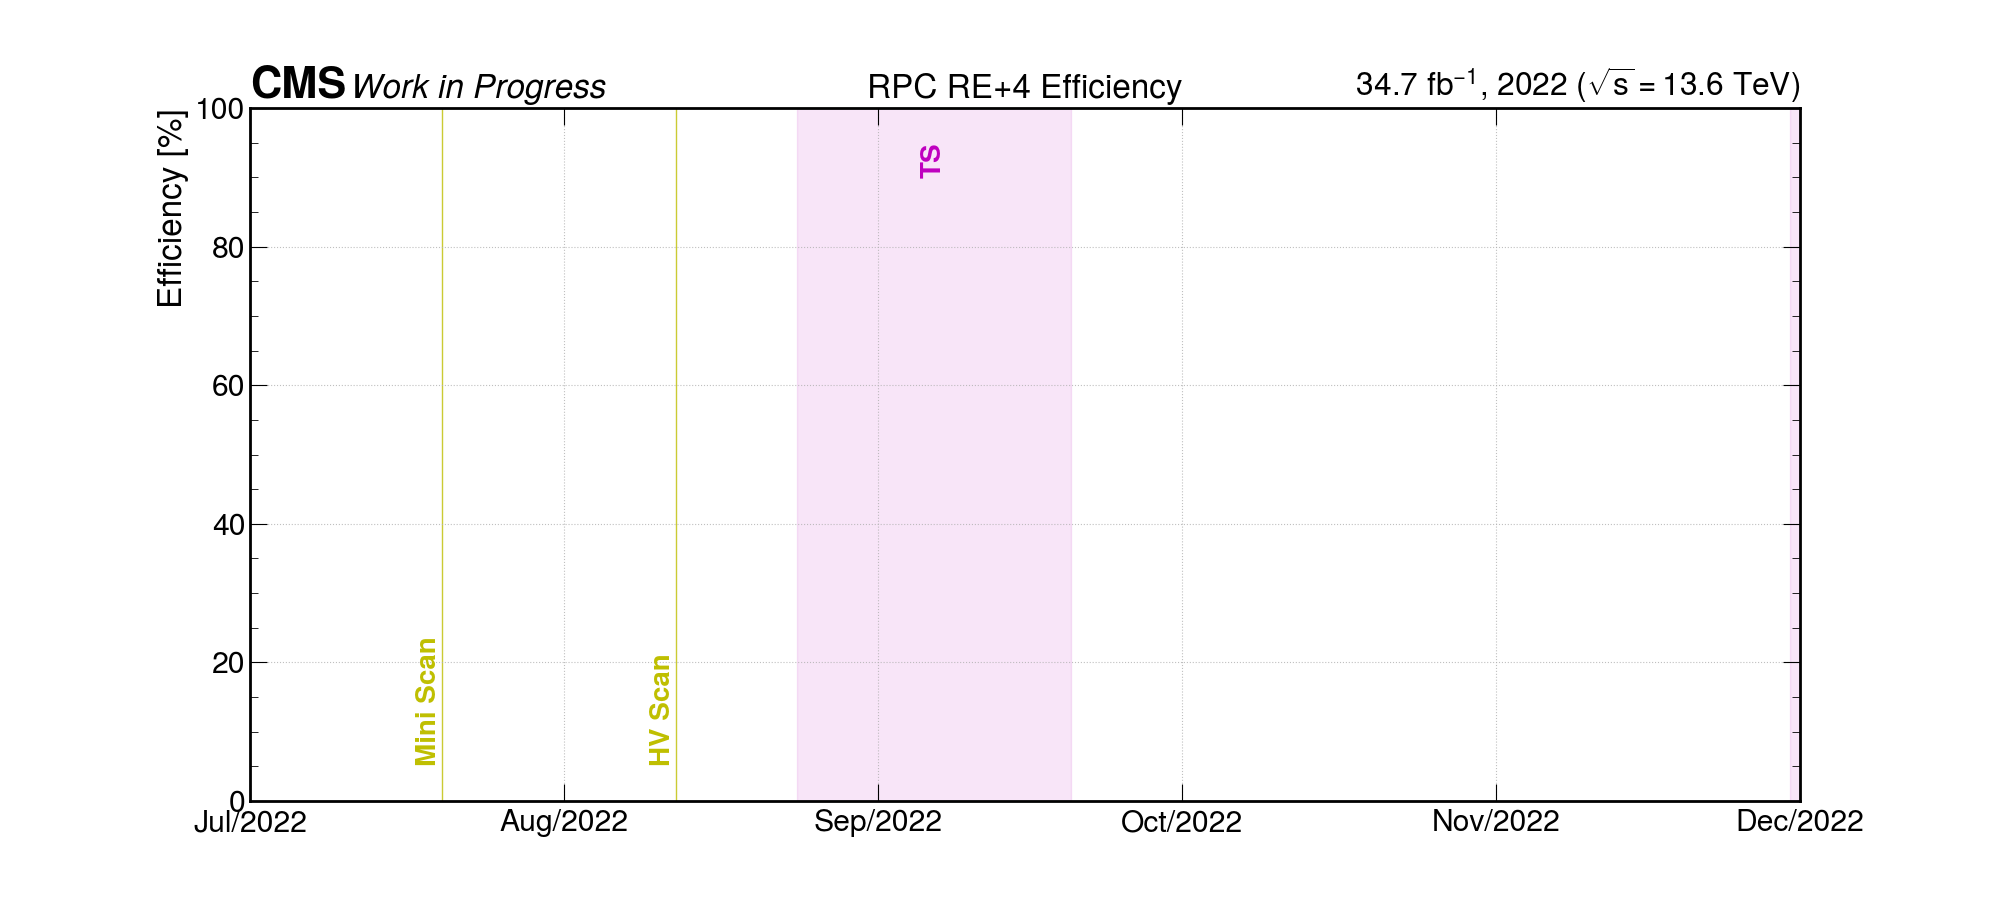 CMS Work in Progress RPC RE+4 Efficiency 34.7 fb⁻¹, 2022 (√s = 13.6 TeV)
Efficiency [%]
100
80
60
40
20
0
TS
Mini Scan
HV Scan
Jul/2022 Aug/2022 Sep/2022 Oct/2022 Nov/2022 Dec/2022